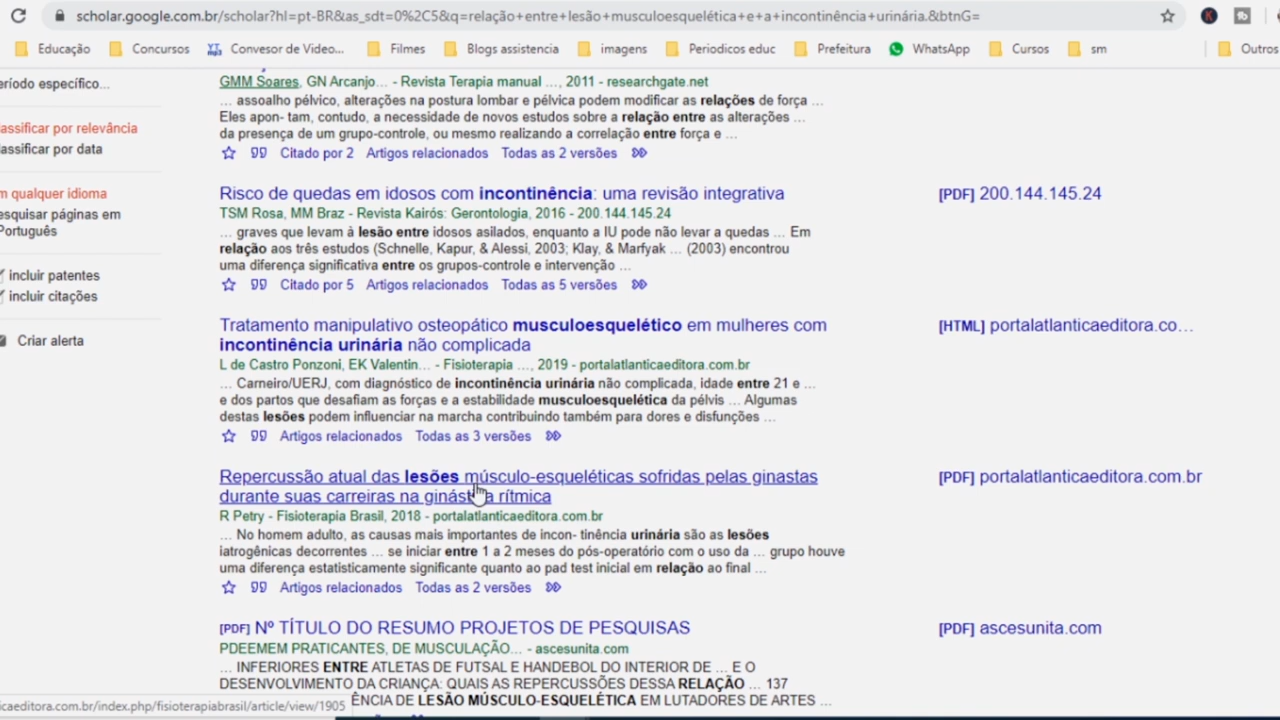 scholar.google.com.br/scholar?hl=pt-BR&as_sdt=0%2C5&q=relação+entre+lesão+musculoesquelética+e+a+incontinência+urinária.&btnG=
Educação Concursos Convesor de Video... Filmes Blogs assistencia imagens Periodicos educ Prefeitura WhatsApp Cursos sm Outros
eríodo específico...
assificar por relevância
assificar por data
m qualquer idioma
esquisar páginas em
Português
incluir patentes
incluir citações
Criar alerta
GMM Soares, GN Arcanjo... - Revista Terapia manual ..., 2011 - researchgate.net
... assoalho pélvico, alterações na postura lombar e pélvica podem modificar as relações de força ...
Eles apon- tam, contudo, a necessidade de novos estudos sobre a relação entre as alterações ...
da presença de um grupo-controle, ou mesmo realizando a correlação entre força e ...
Citado por 2 Artigos relacionados Todas as 2 versões
Risco de quedas em idosos com incontinência: uma revisão integrativa [PDF] 200.144.145.24
TSM Rosa, MM Braz - Revista Kairós: Gerontologia, 2016 - 200.144.145.24
... graves que levam à lesão entre idosos asilados, enquanto a IU pode não levar a quedas ... Em
relação aos três estudos (Schnelle, Kapur, & Alessi, 2003; Klay, & Marfyak ... (2003) encontrou
uma diferença significativa entre os grupos-controle e intervenção ...
Citado por 5 Artigos relacionados Todas as 5 versões
Tratamento manipulativo osteopático musculoesquelético em mulheres com [HTML] portalatlanticaeditora.co...
incontinência urinária não complicada
L de Castro Ponzoni, EK Valentin... - Fisioterapia ..., 2019 - portalatlanticaeditora.com.br
... Carneiro/UERJ, com diagnóstico de incontinência urinária não complicada, idade entre 21 e ...
e dos partos que desafiam as forças e a estabilidade musculoesquelética da pélvis ... Algumas
destas lesões podem influenciar na marcha contribuindo também para dores e disfunções ...
Artigos relacionados Todas as 3 versões
Repercussão atual das lesões músculo-esqueléticas sofridas pelas ginastas [PDF] portalatlanticaeditora.com.br
durante suas carreiras na ginástica rítmica
R Petry - Fisioterapia Brasil, 2018 - portalatlanticaeditora.com.br
... No homem adulto, as causas mais importantes de incon- tinência urinária são as lesões
iatrogênicas decorrentes ... se iniciar entre 1 a 2 meses do pós-operatório com o uso da ... grupo houve
uma diferença estatisticamente significante quanto ao pad test inicial em relação ao final ...
Artigos relacionados Todas as 2 versões
[PDF] Nº TÍTULO DO RESUMO PROJETOS DE PESQUISAS [PDF] ascesunita.com
PDEEMEM PRATICANTES, DE MUSCULAÇÃO... - ascesunita.com
... INFERIORES ENTRE ATLETAS DE FUTSAL E HANDEBOL DO INTERIOR DE ... E O
DESENVOLVIMENTO DA CRIANÇA: QUAIS AS REPERCUSSÕES DESSA RELAÇÃO ... 137
ÊNCIA DE LESÃO MÚSCULO-ESQUELÉTICA EM LUTADORES DE ARTES ...
icaeditora.com.br/index.php/fisioterapiabrasil/article/view/1905